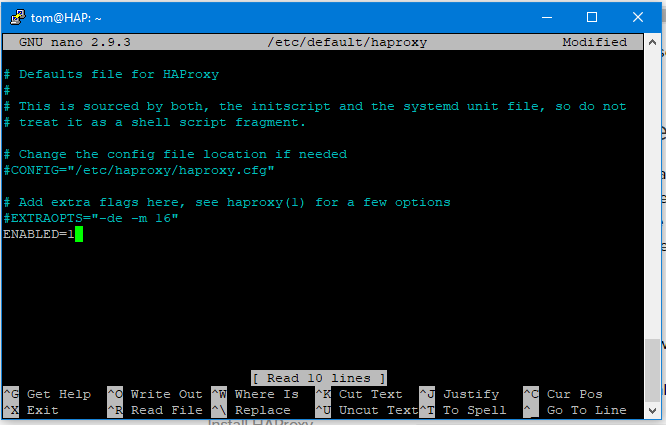 tom@HAP: ~
GNU nano 2.9.3 /etc/default/haproxy Modified
# Defaults file for HAProxy
#
# This is sourced by both, the initscript and the systemd unit file, so do not
# treat it as a shell script fragment.
# Change the config file location if needed
#CONFIG="/etc/haproxy/haproxy.cfg"
# Add extra flags here, see haproxy(1) for a few options
#EXTRAOPTS="-de -m 16"
ENABLED=1
[ Read 10 lines ]
^G Get Help ^O Write Out ^W Where Is ^K Cut Text ^J Justify ^C Cur Pos
^X Exit ^R Read File ^\ Replace ^U Uncut Text ^T To Spell ^_ Go To Line
Install HAProxy